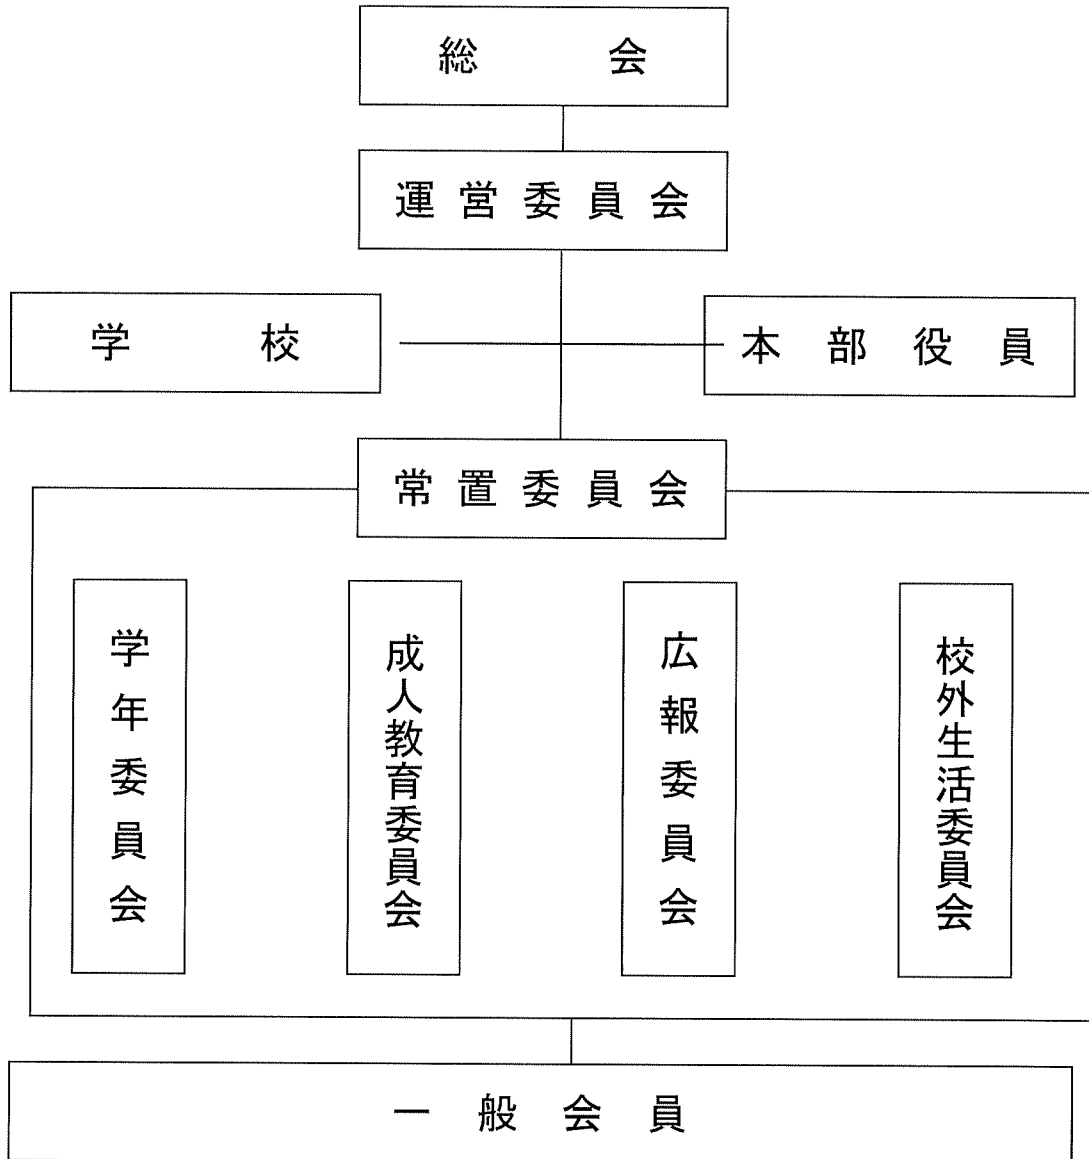 総会
運営委員会
学校
本部役員
常置委員会
学年委員会
成人教育委員会
広報委員会
校外生活委員会
一般会員